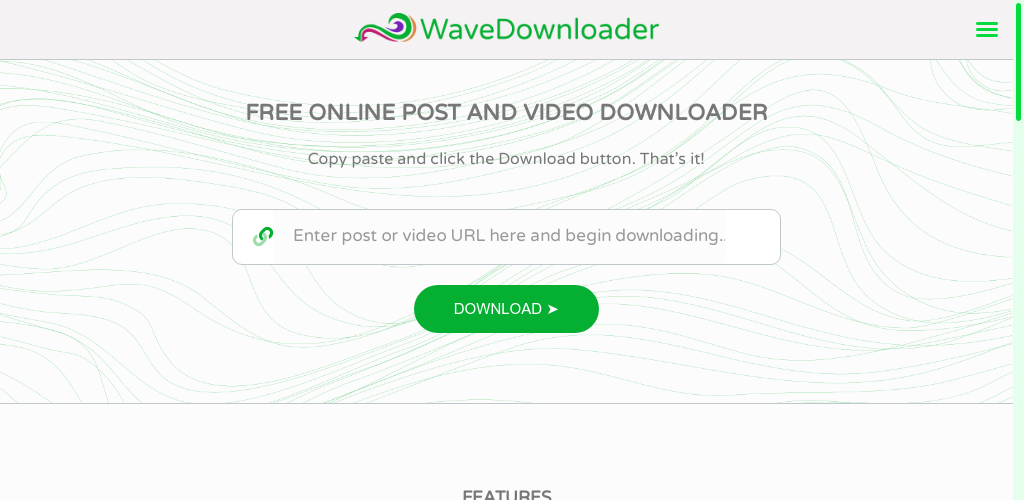 WaveDownloader
FREE ONLINE POST AND VIDEO DOWNLOADER
Copy paste and click the Download button. That's it!
Enter post or video URL here and begin downloading..
DOWNLOAD ➤
FEATURES